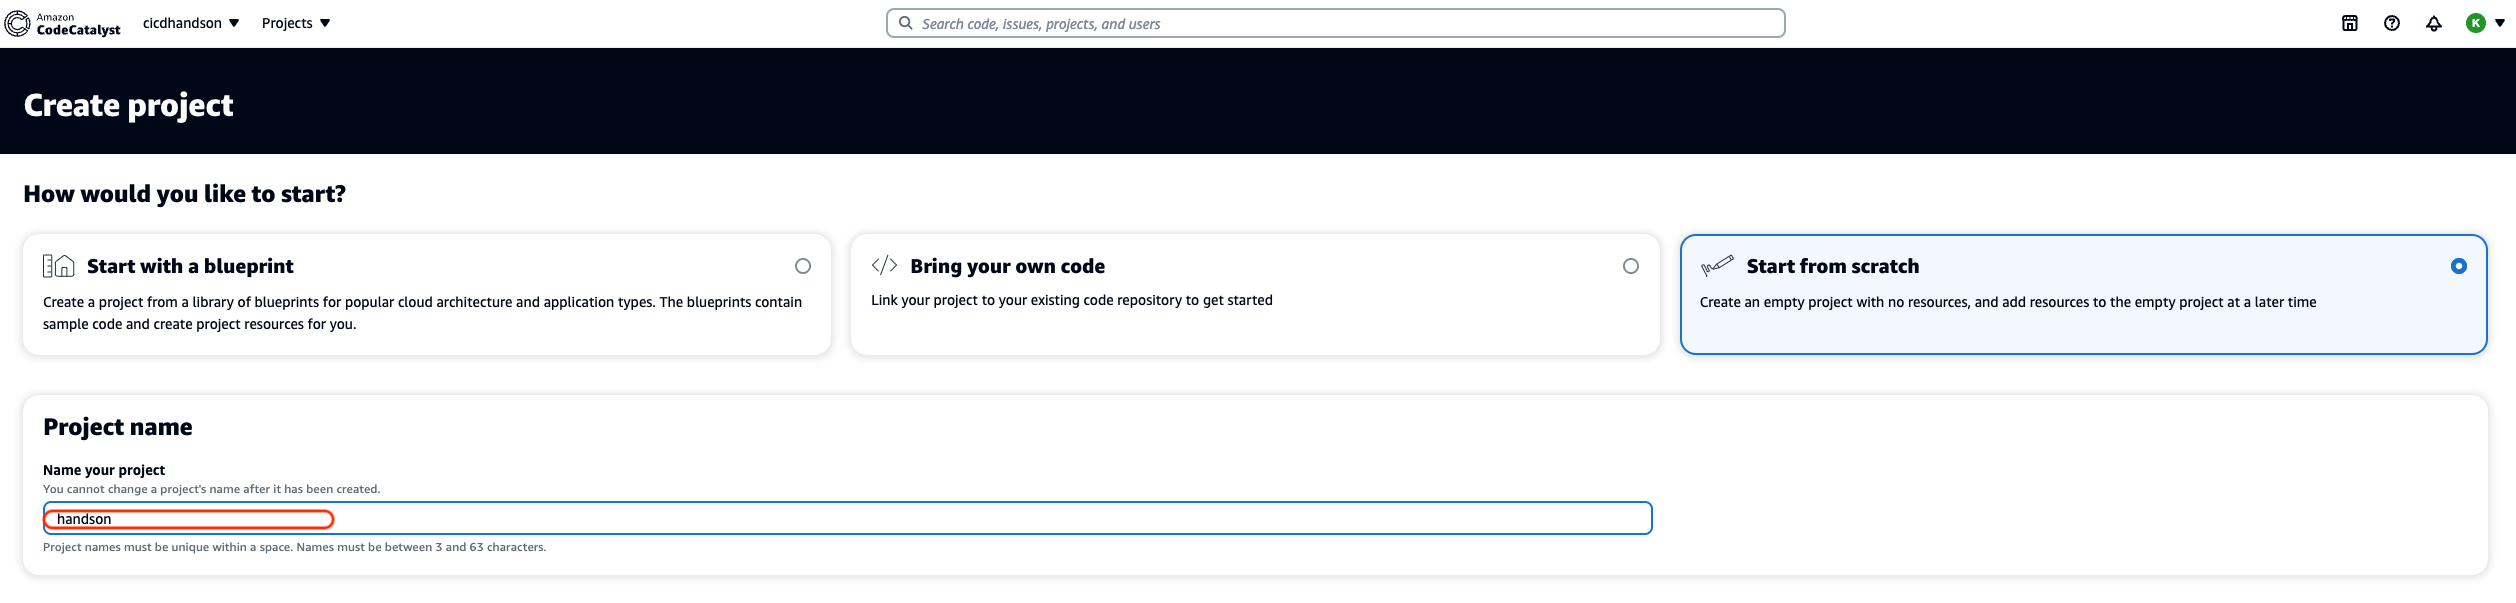 Amazon
CodeCatalyst
cicdhandson
Projects
Search code, issues, projects, and users
K
Create project
How would you like to start?
Start with a blueprint
Create a project from a library of blueprints for popular cloud architecture and application types. The blueprints contain
sample code and create project resources for you.
Bring your own code
Link your project to your existing code repository to get started
Start from scratch
Create an empty project with no resources, and add resources to the empty project at a later time
Project name
Name your project
You cannot change a project's name after it has been created.
handson
Project names must be unique within a space. Names must be between 3 and 63 characters.